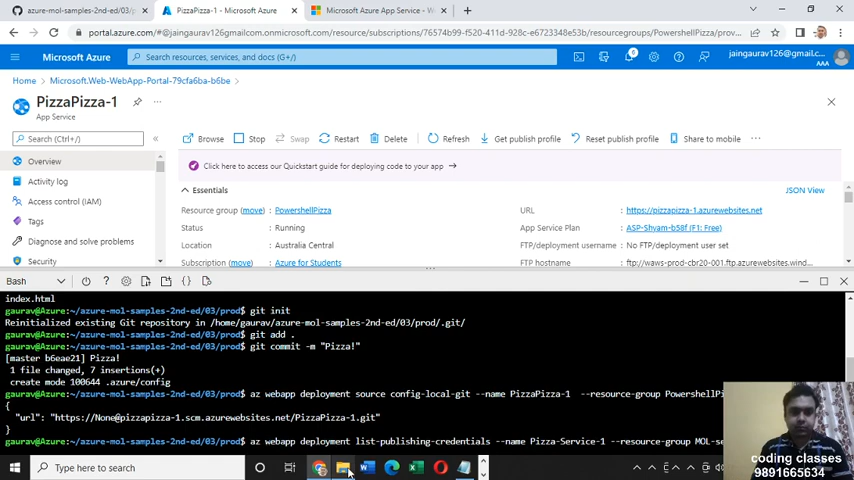 azure-mol-samples-2nd-ed/03/p
PizzaPizza-1 - Microsoft Azure
Microsoft Azure App Service - W
portal.azure.com/#@jaingaurav16gmail.onmicrosoft.com/resource/subscriptions/76574b99-f520-411d-928c-e6723348e53c/resourcegroups/PowershellPizza/prov...
Microsoft Azure
Search resources, services, and docs (G+/)
jaingaurav16@gmail.c...
AAA
Home > Microsoft.Web-WebApp-Portal-79cfa6ba-b6be >
PizzaPizza-1
App Service
Search (Ctrl+/)
Browse Stop Swap Restart Delete Refresh Get publish profile Reset publish profile Share to mobile
Overview
Activity log
Access control (IAM)
Tags
Diagnose and solve problems
Security
Click here to access our Quickstart guide for deploying code to your app
Essentials
JSON View
Resource group (move) : PowershellPizza
URL : https://pizzapizza-1.azurewebsites.net
Status : Running
App Service Plan : ASP-Shyam-b58f (F1: Free)
Location : Australia Central
FTP/deployment username : No FTP/deployment user set
Subscription (move) : Azure for Students
FTP hostname : ftp://waws-prod-cbr20-001.ftp.azurewebsites.wind...
Bash
index.html
gaurav@Azure:~/azure-mol-samples-2nd-ed/03/prod$ git init
Reinitialized existing Git repository in /home/gaurav/azure-mol-samples-2nd-ed/03/prod/.git/
gaurav@Azure:~/azure-mol-samples-2nd-ed/03/prod$ git add .
gaurav@Azure:~/azure-mol-samples-2nd-ed/03/prod$ git commit -m "Pizza!"
[master b6eae21] Pizza!
1 file changed, 7 insertions(+)
create mode 100644 .azure/config
gaurav@Azure:~/azure-mol-samples-2nd-ed/03/prod$ az webapp deployment source config-local-git --name PizzaPizza-1 --resource-group PowershellP
{
"url": "https://None@pizzapizza-1.scm.azurewebsites.net/PizzaPizza-1.git"
}
gaurav@Azure:~/azure-mol-samples-2nd-ed/03/prod$ az webapp deployment list-publishing-credentials --name Pizza-Service-1 --resource-group MOL-se
Type here to search
coding classes
9891665634